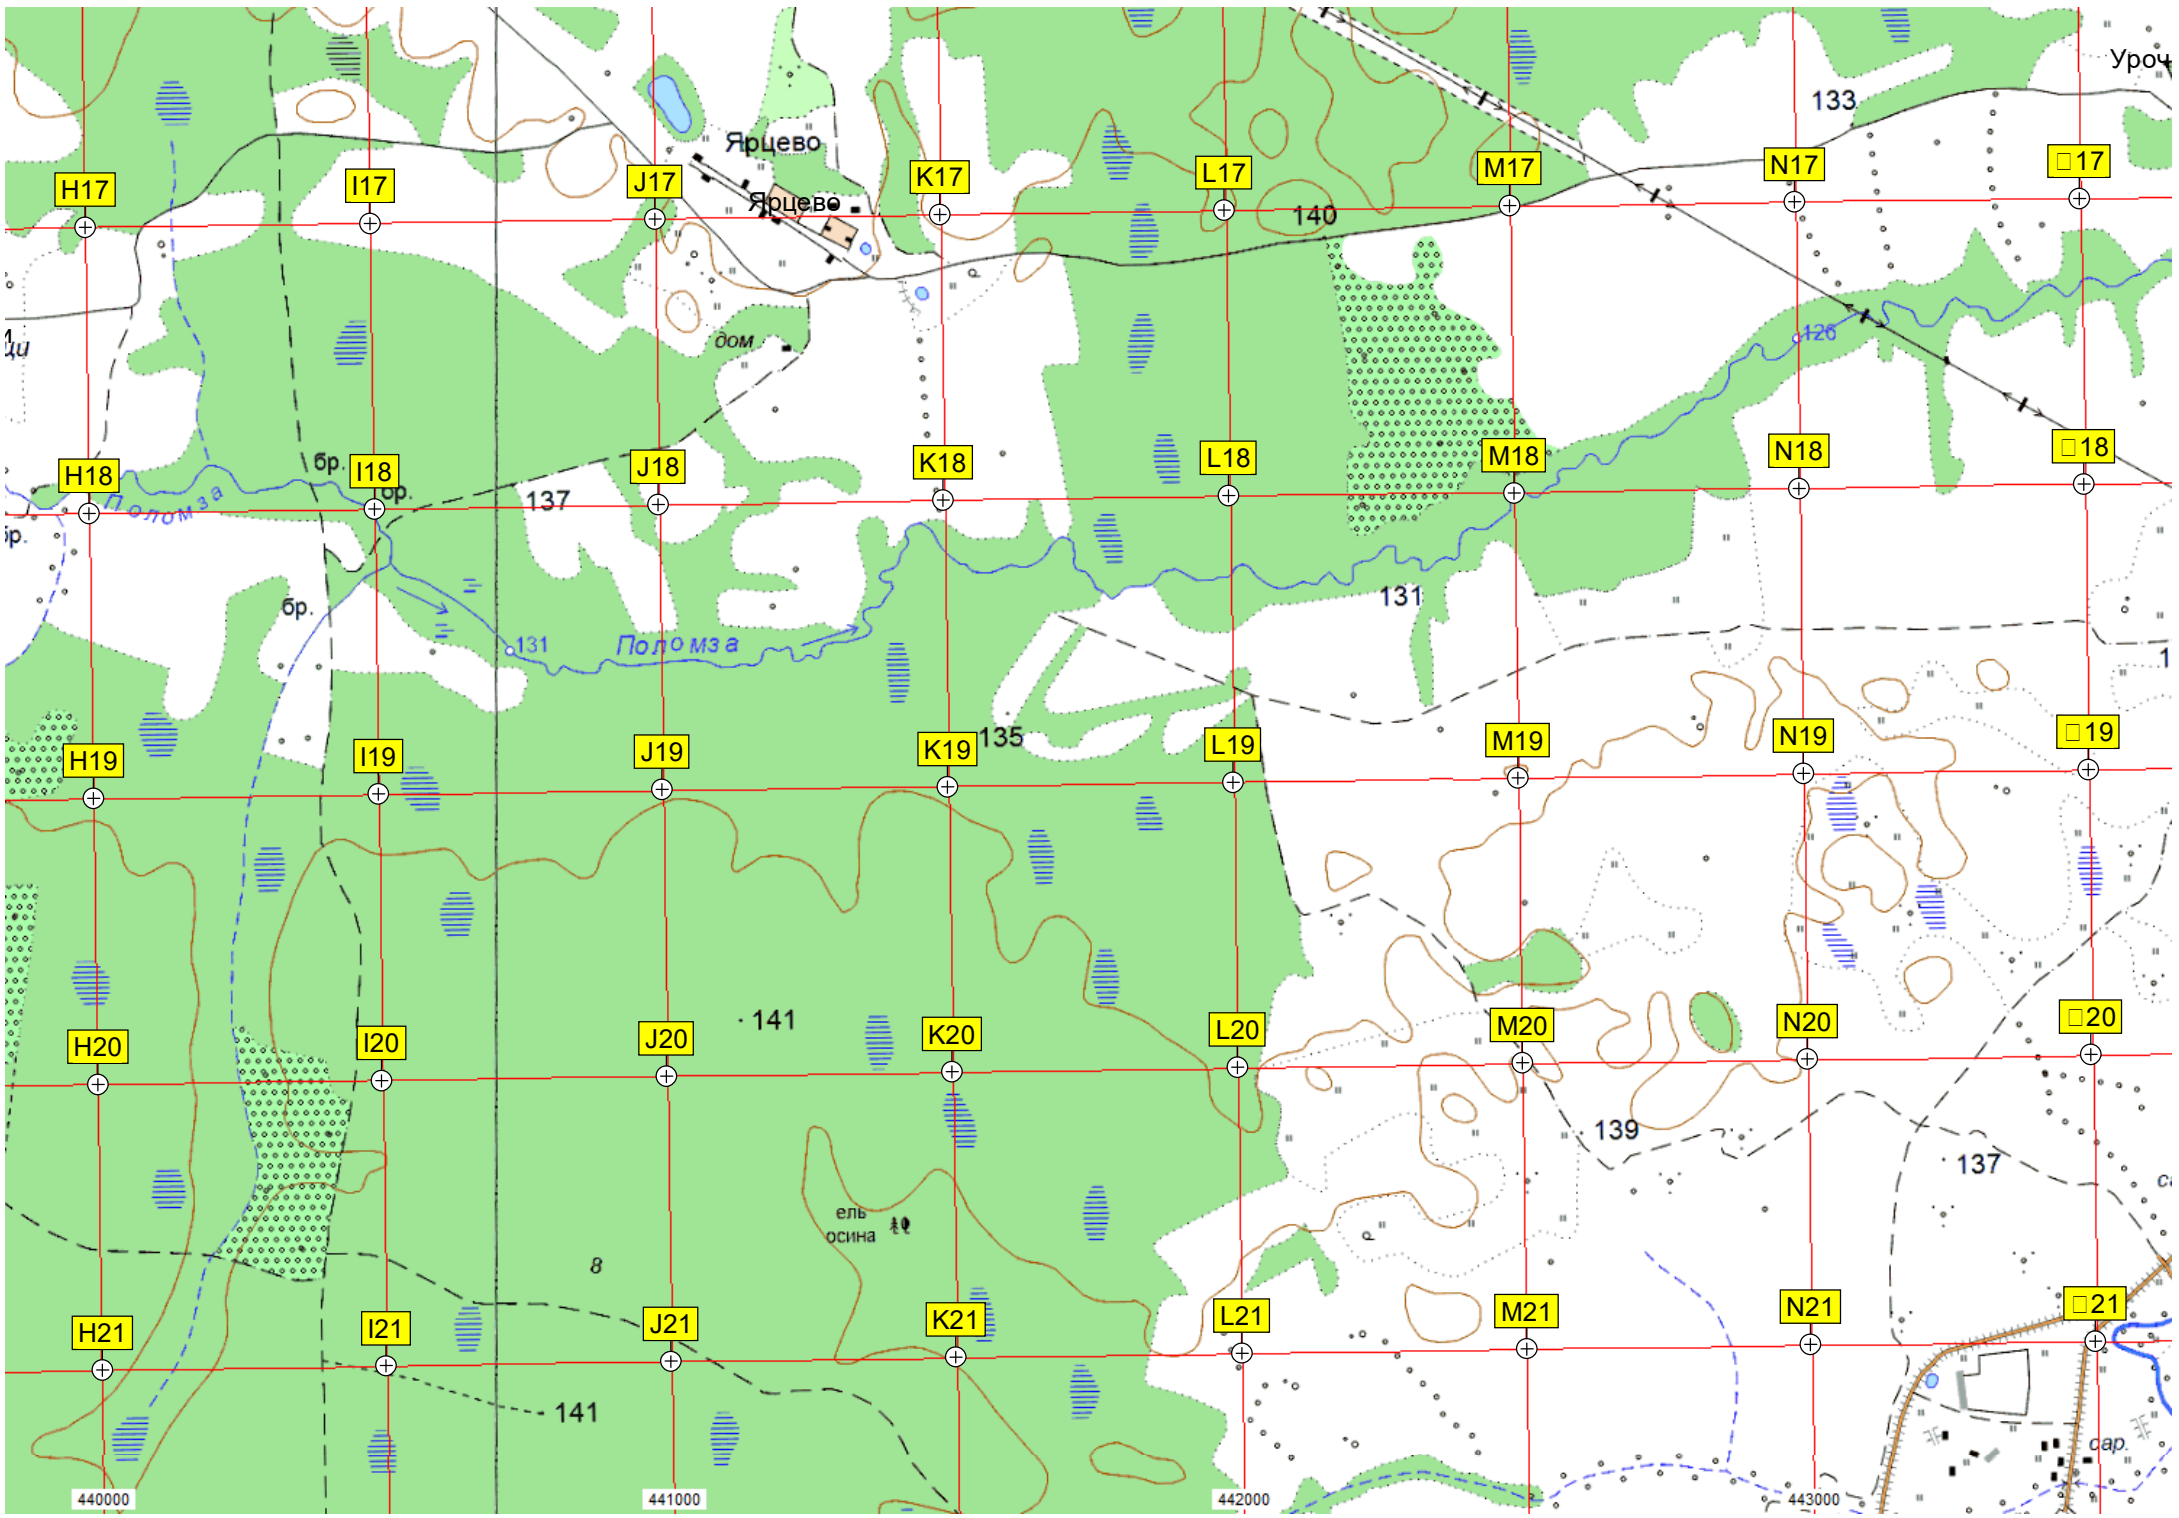 Уроч
133
Ярцево
H17
I17
J17
Ярцево
K17
L17
140
M17
N17
□17
дом
ци
126
H18
Поломза
бр.
I18
бр.
137
J18
K18
L18
M18
N18
□18
бр.
бр.
131
131
Поломза
H19
I19
J19
K19
135
L19
M19
N19
□19
H20
I20
J20
141
K20
L20
M20
N20
□20
139
137
ель
осина
8
H21
I21
J21
K21
L21
M21
N21
□21
141
сар.
440000
441000
442000
443000